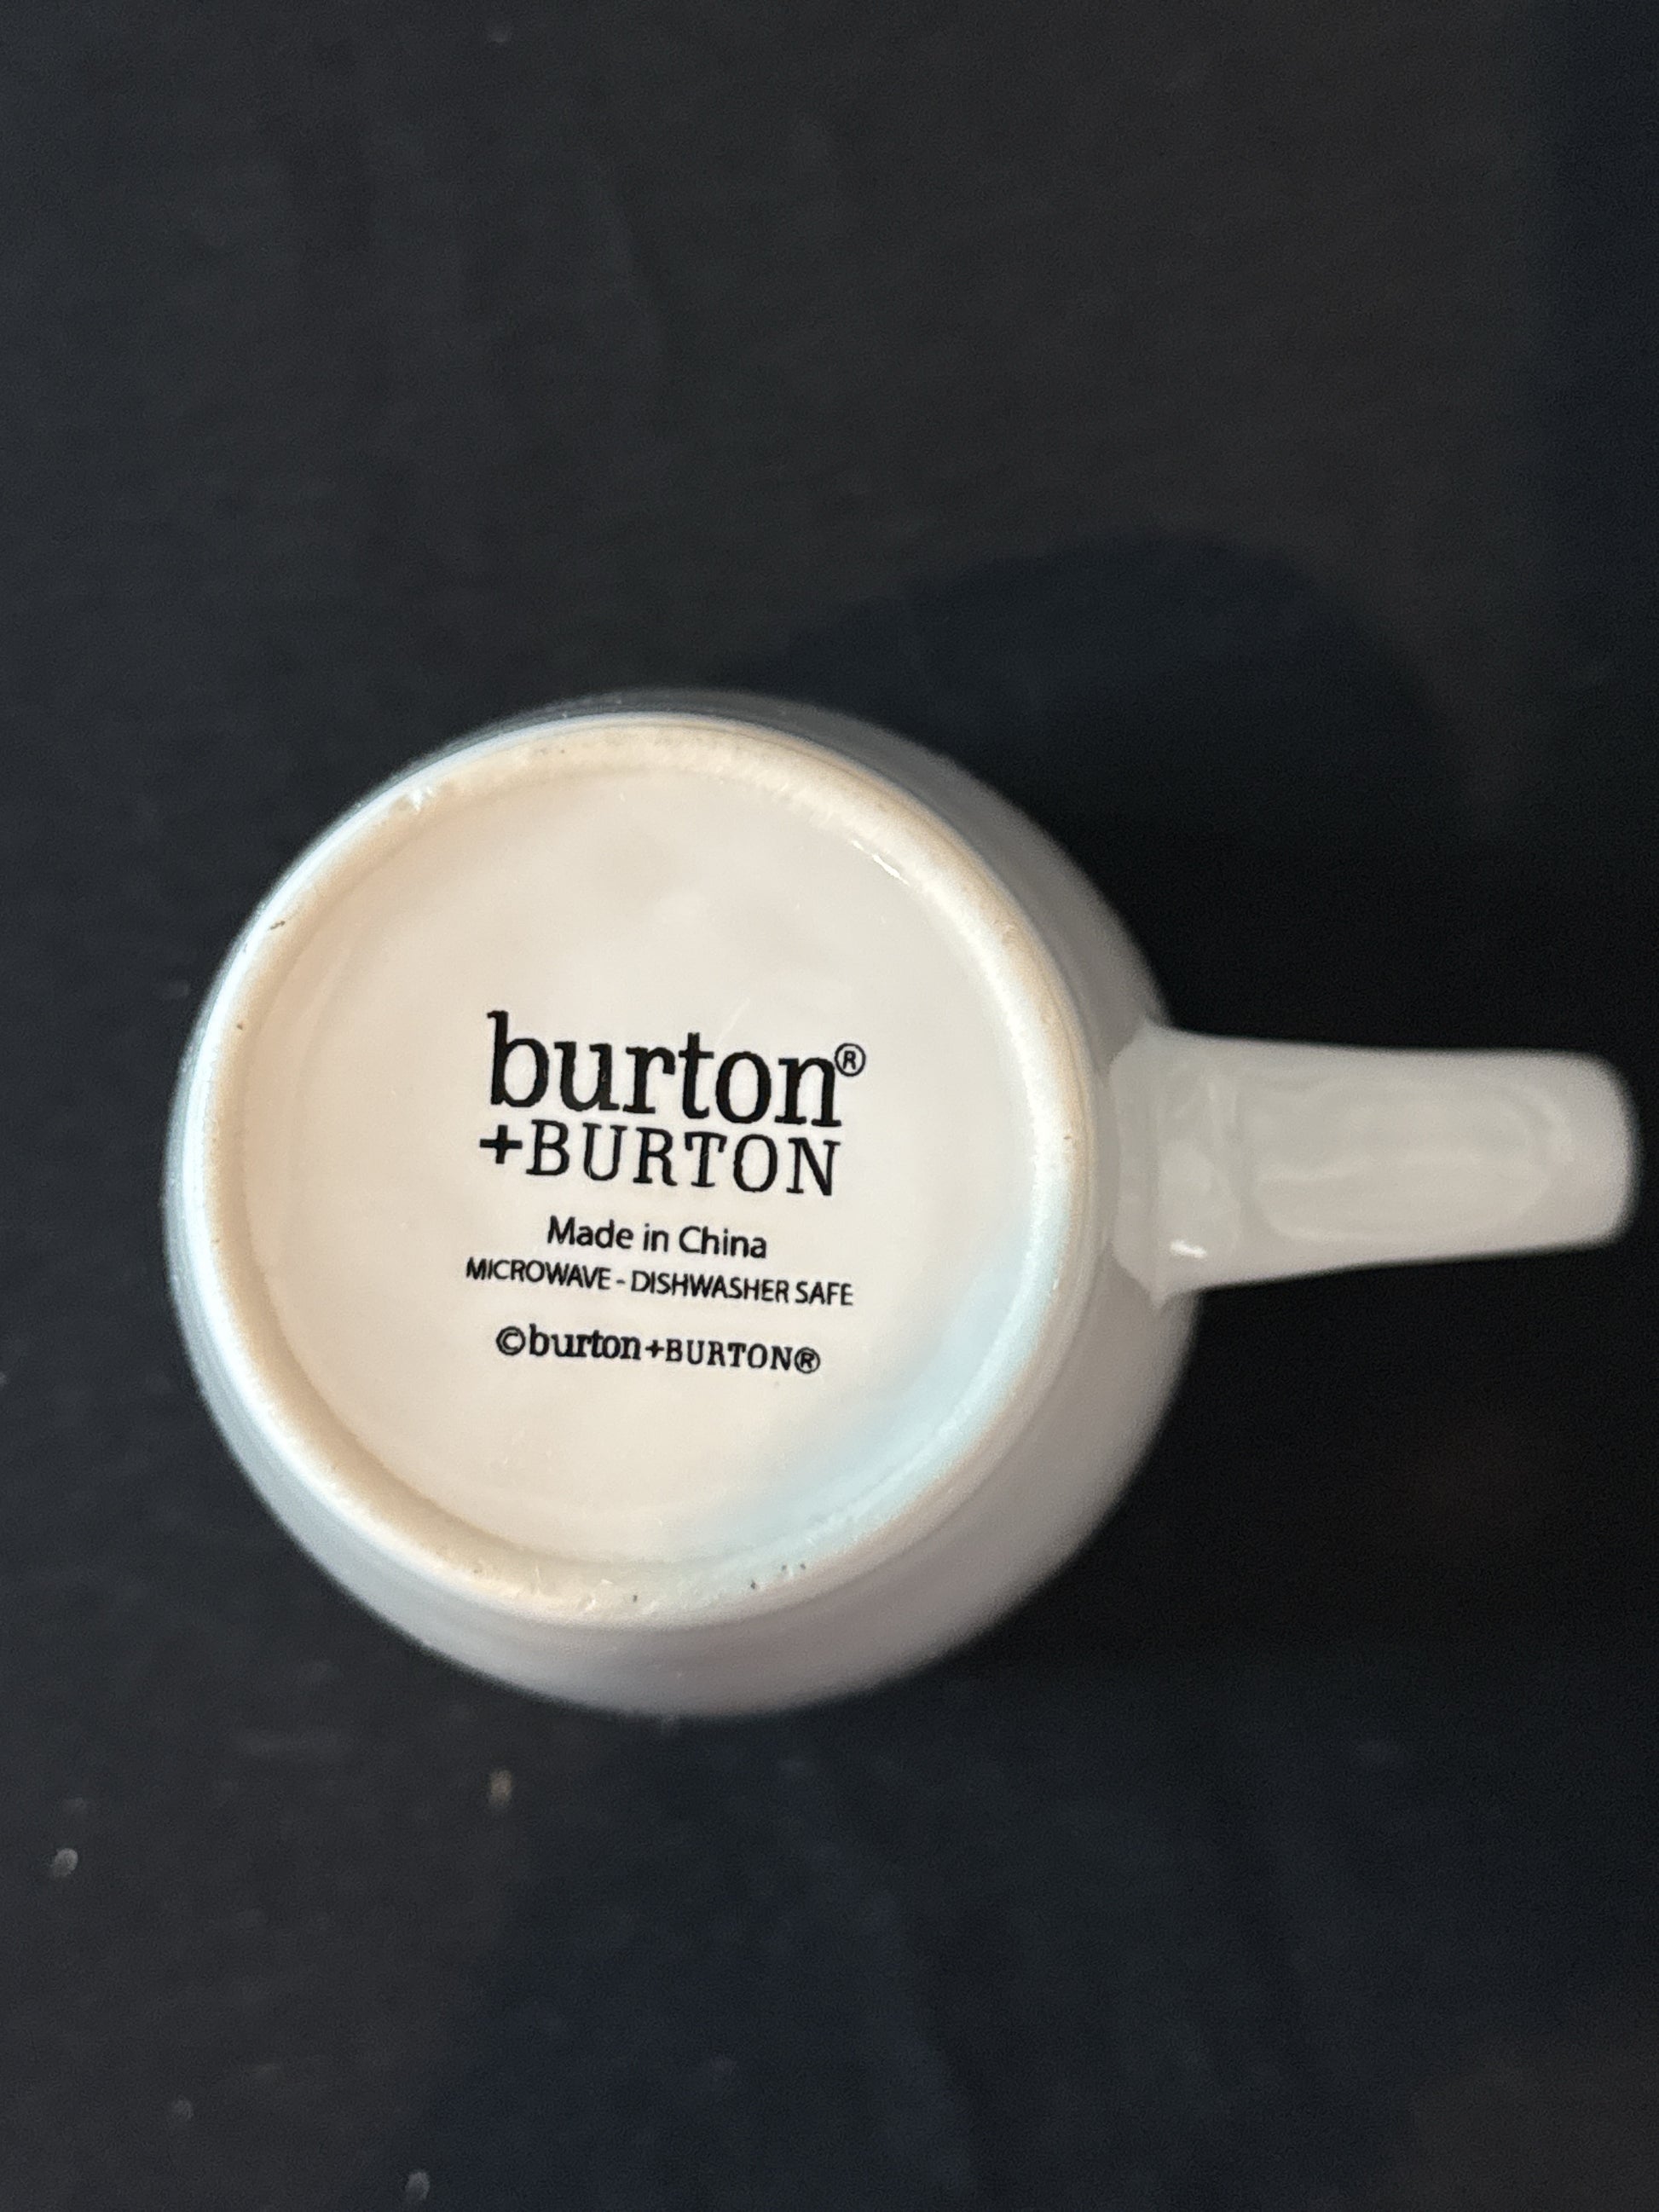 burton®
+BURTON
Made in China
MICROWAVE - DISHWASHER SAFE
©burton+BURTON®